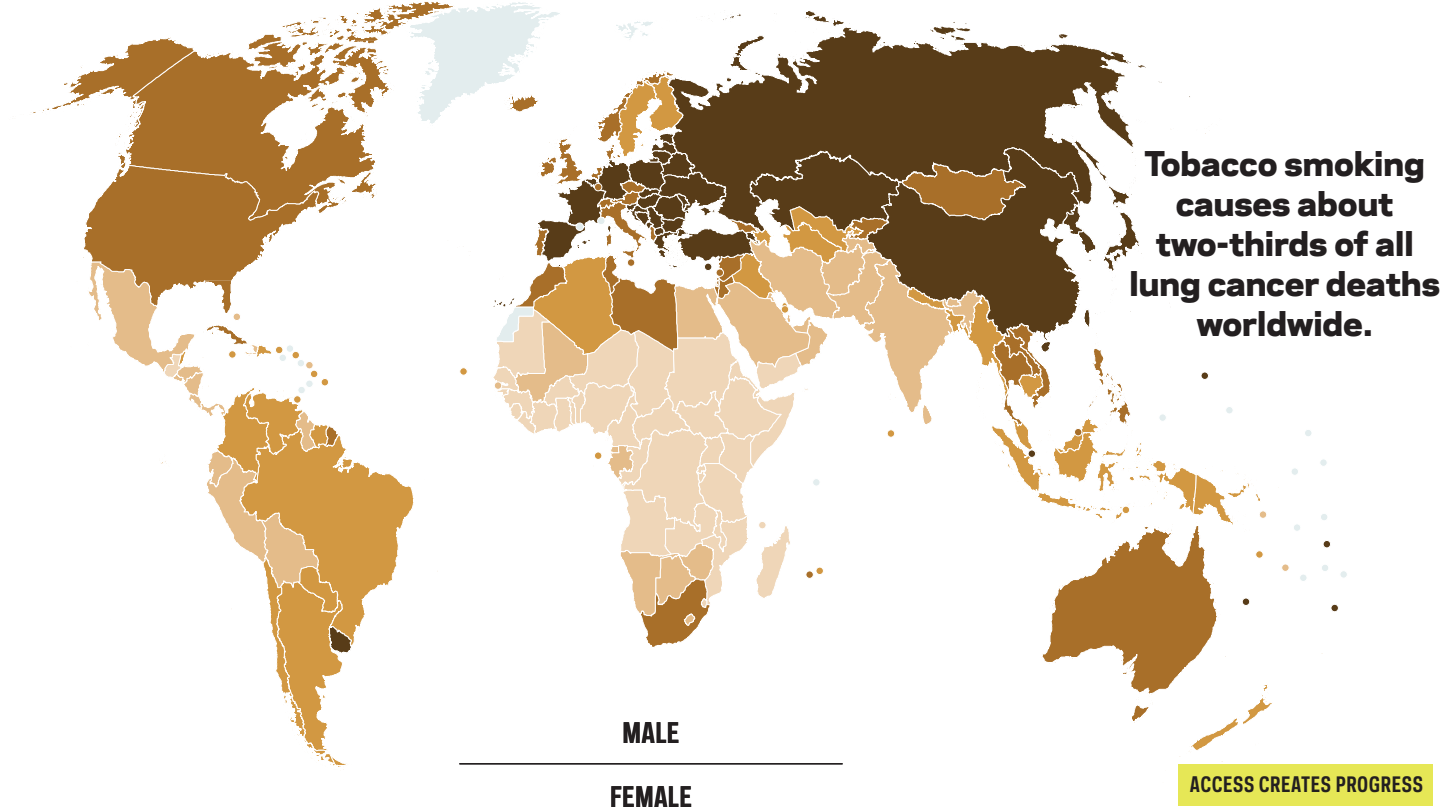 Tobacco smoking
causes about
two-thirds of all
lung cancer deaths
worldwide.
MALE
FEMALE
ACCESS CREATES PROGRESS